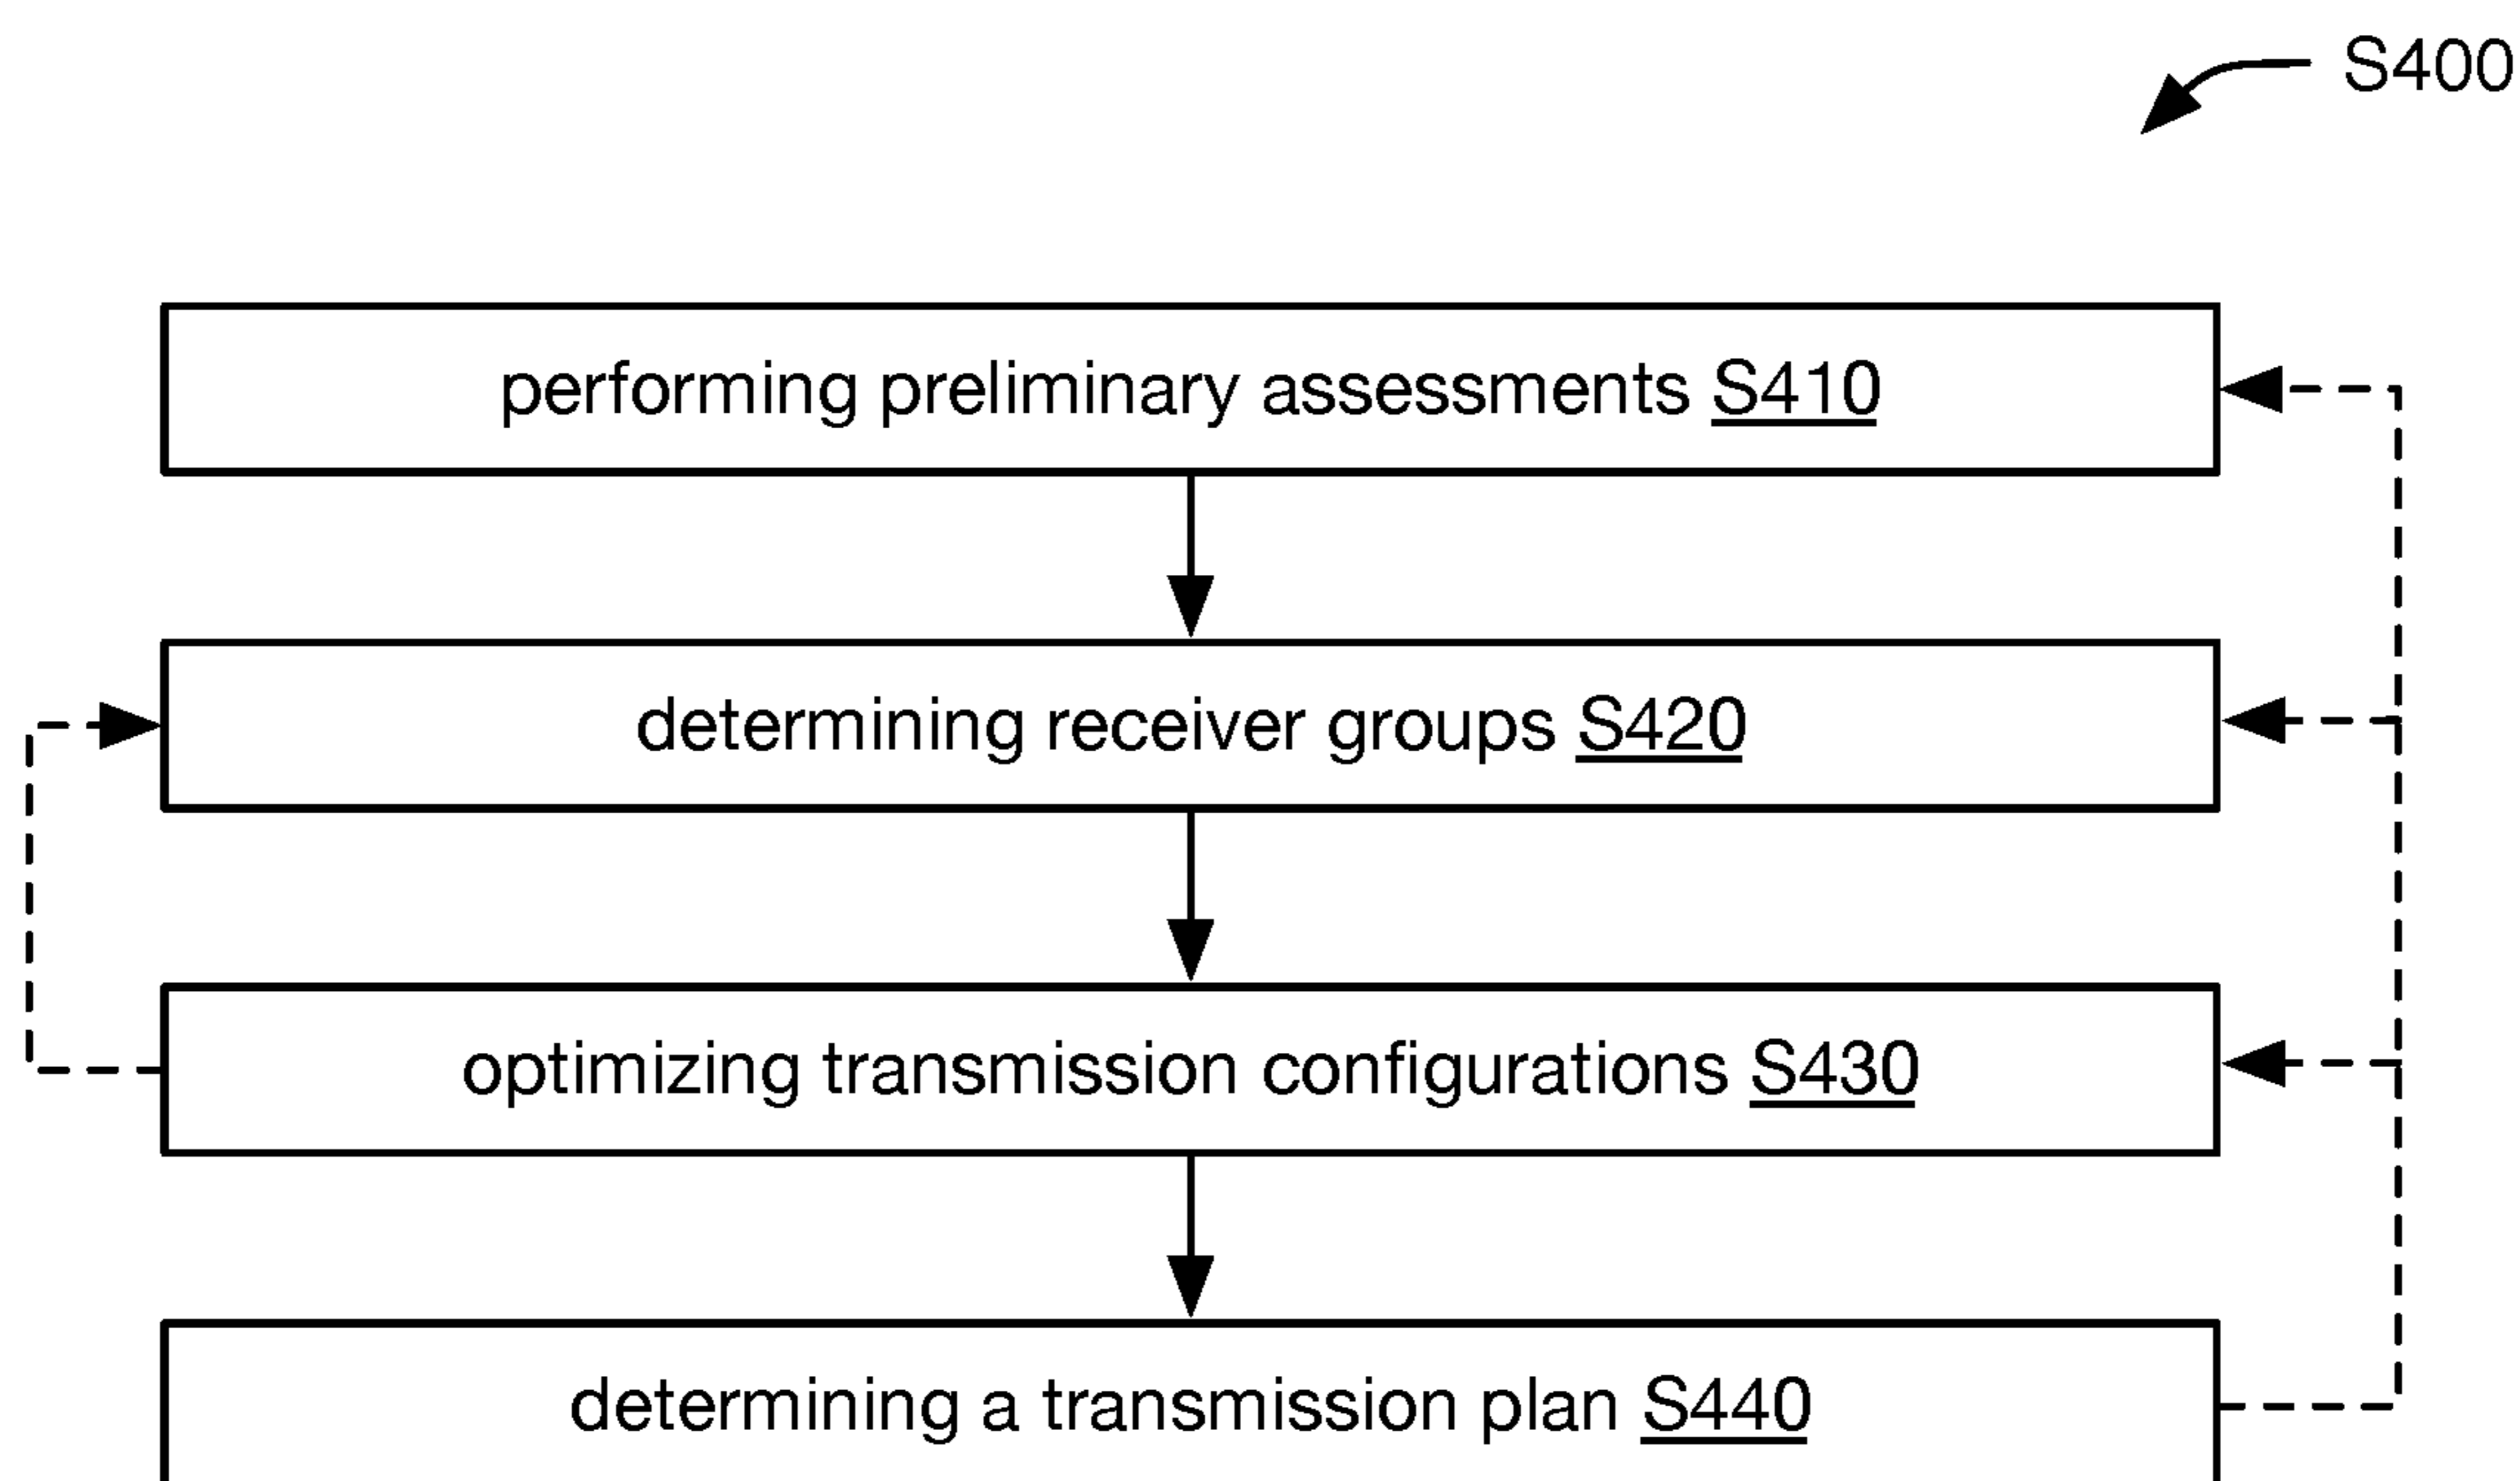 S400
performing preliminary assessments S410
determining receiver groups S420
optimizing transmission configurations S430
determining a transmission plan S440